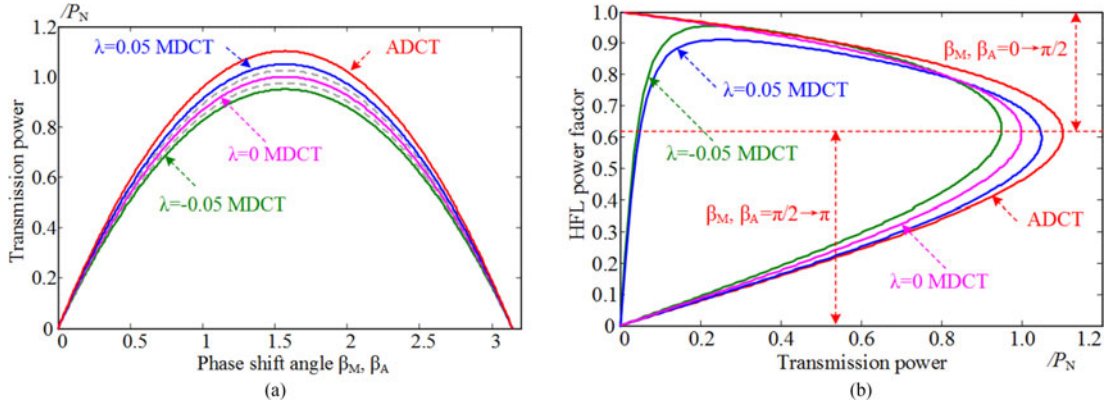 /PN
1.2
1.0
0.8
0.6
0.4
0.2
0
Transmission power
λ=0.05 MDCT
ADCT
λ=0 MDCT
λ=-0.05 MDCT
0 0.5 1 1.5 2 2.5 3
Phase shift angle βM, βA
(a)
1.0
0.9
0.8
0.7
0.6
0.5
0.4
0.3
0.2
0.1
0
HFL power factor
βM, βA=0→π/2
λ=0.05 MDCT
λ=-0.05 MDCT
βM, βA=π/2→π
ADCT
λ=0 MDCT
0 0.2 0.4 0.6 0.8 1.0 1.2
Transmission power
/PN
(b)